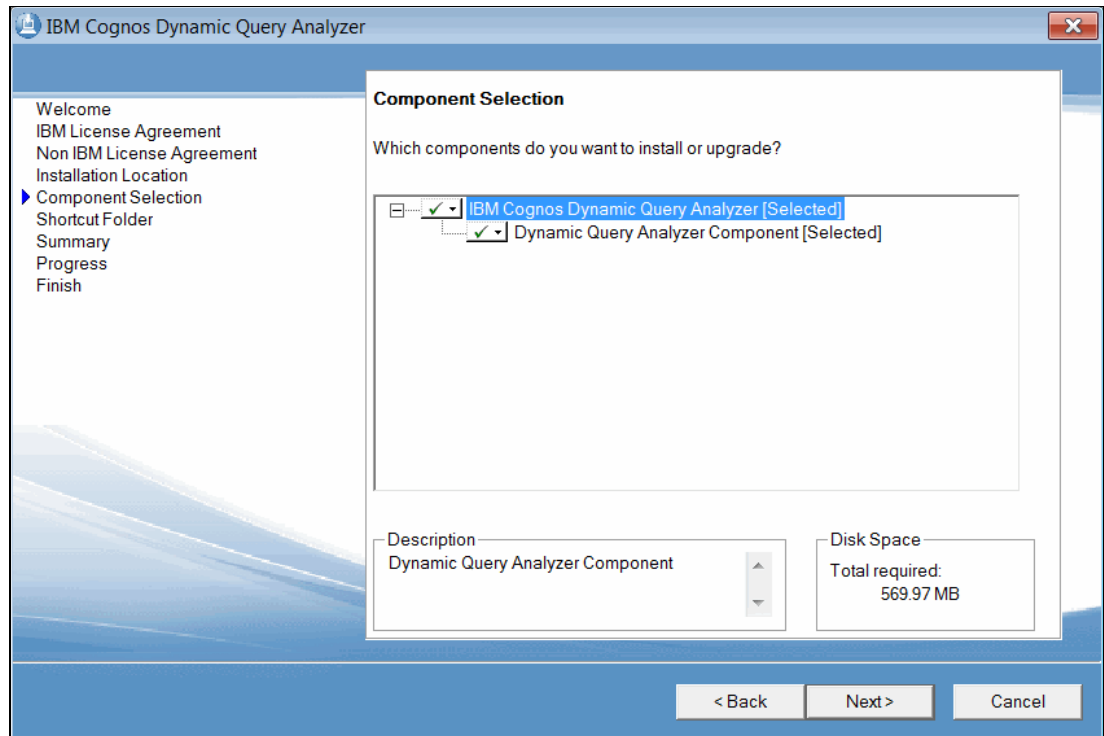 IBM Cognos Dynamic Query Analyzer
Welcome
IBM License Agreement
Non IBM License Agreement
Installation Location
Component Selection
Shortcut Folder
Summary
Progress
Finish
Component Selection
Which components do you want to install or upgrade?
IBM Cognos Dynamic Query Analyzer [Selected]
Dynamic Query Analyzer Component [Selected]
Description
Dynamic Query Analyzer Component
Disk Space
Total required:
569.97 MB
< Back
Next >
Cancel